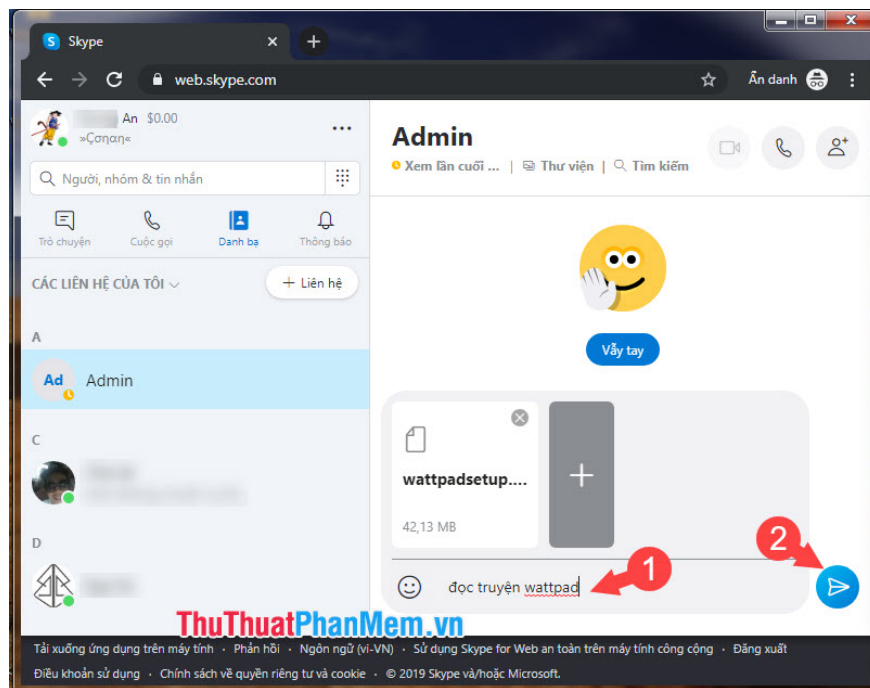 Skype
web.skype.com
Ẩn danh
An $0.00
»Çơŋąŋ«
Người, nhóm & tin nhắn
Trò chuyện
Cuộc gọi
Danh bạ
Thông báo
CÁC LIÊN HỆ CỦA TÔI
Liên hệ
A
Ad Admin
C
D
Admin
Xem lần cuối ... | Thư viện | Tìm kiếm
Vẫy tay
wattpadsetup....
42,13 MB
đọc truyện wattpad
1
2
ThuThuatPhanMem.vn
Tải xuống ứng dụng trên máy tính · Phản hồi · Ngôn ngữ (vi-VN) · Sử dụng Skype for Web an toàn trên máy tính công cộng · Đăng xuất
Điều khoản sử dụng · Chính sách về quyền riêng tư và cookie · © 2019 Skype và/hoặc Microsoft.